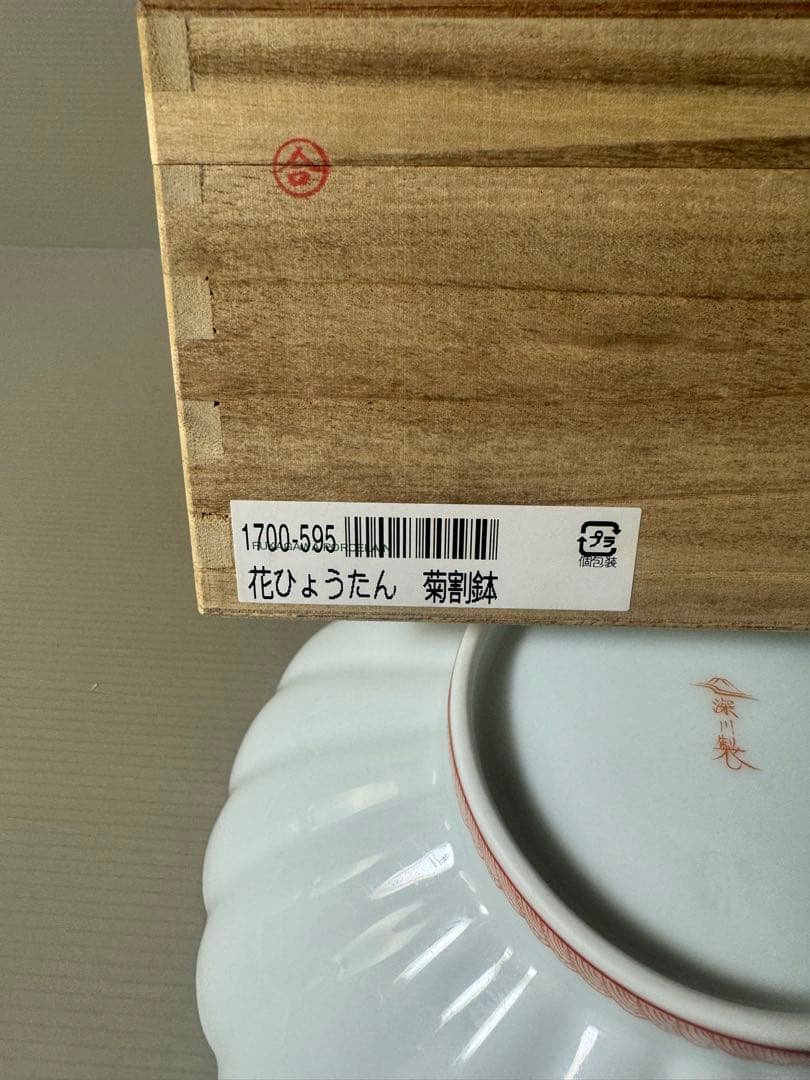 合
1700-595
FUKAGAWA PORCELAIN
プラ
個包装
花ひょうたん 菊割鉢
深川製